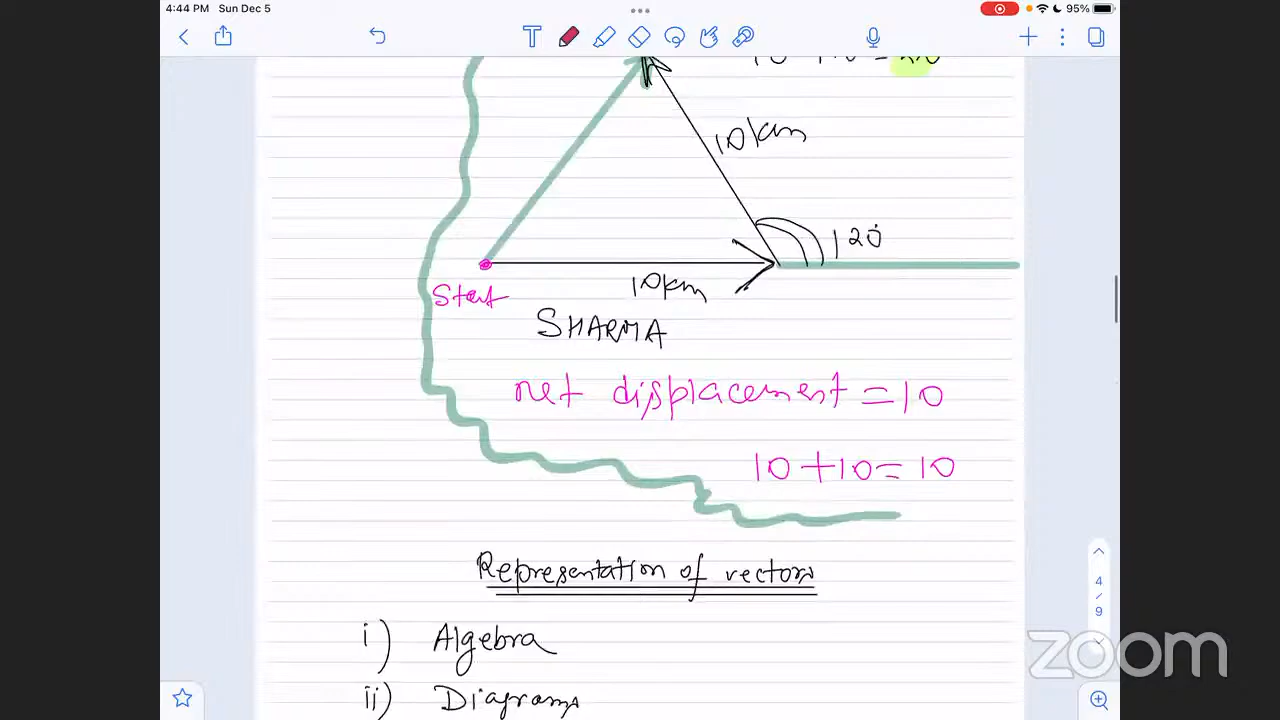 4:44 PM Sun Dec 5
95%
T
10km
120
10km
Start
SHARMA
net displacement = 10
10 + 10 = 10
Representation of vectors
i) Algebra
ii) Diagrams
4
/
9
zoom